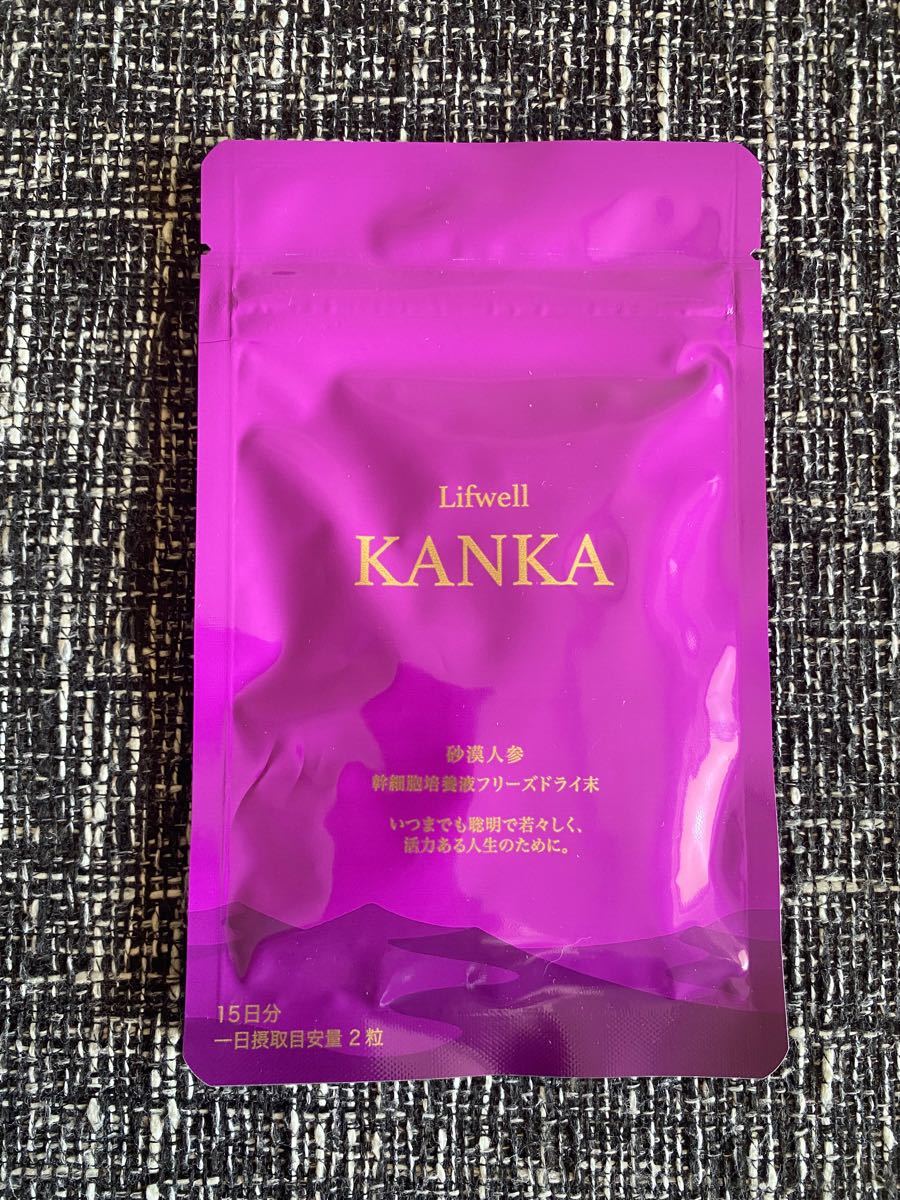 Lifwell
KANKA
砂漠人参
幹細胞培養液フリーズドライ末
いつまでも聡明で若々しく、
活力ある人生のために。
15日分
一日摂取目安量 2 粒